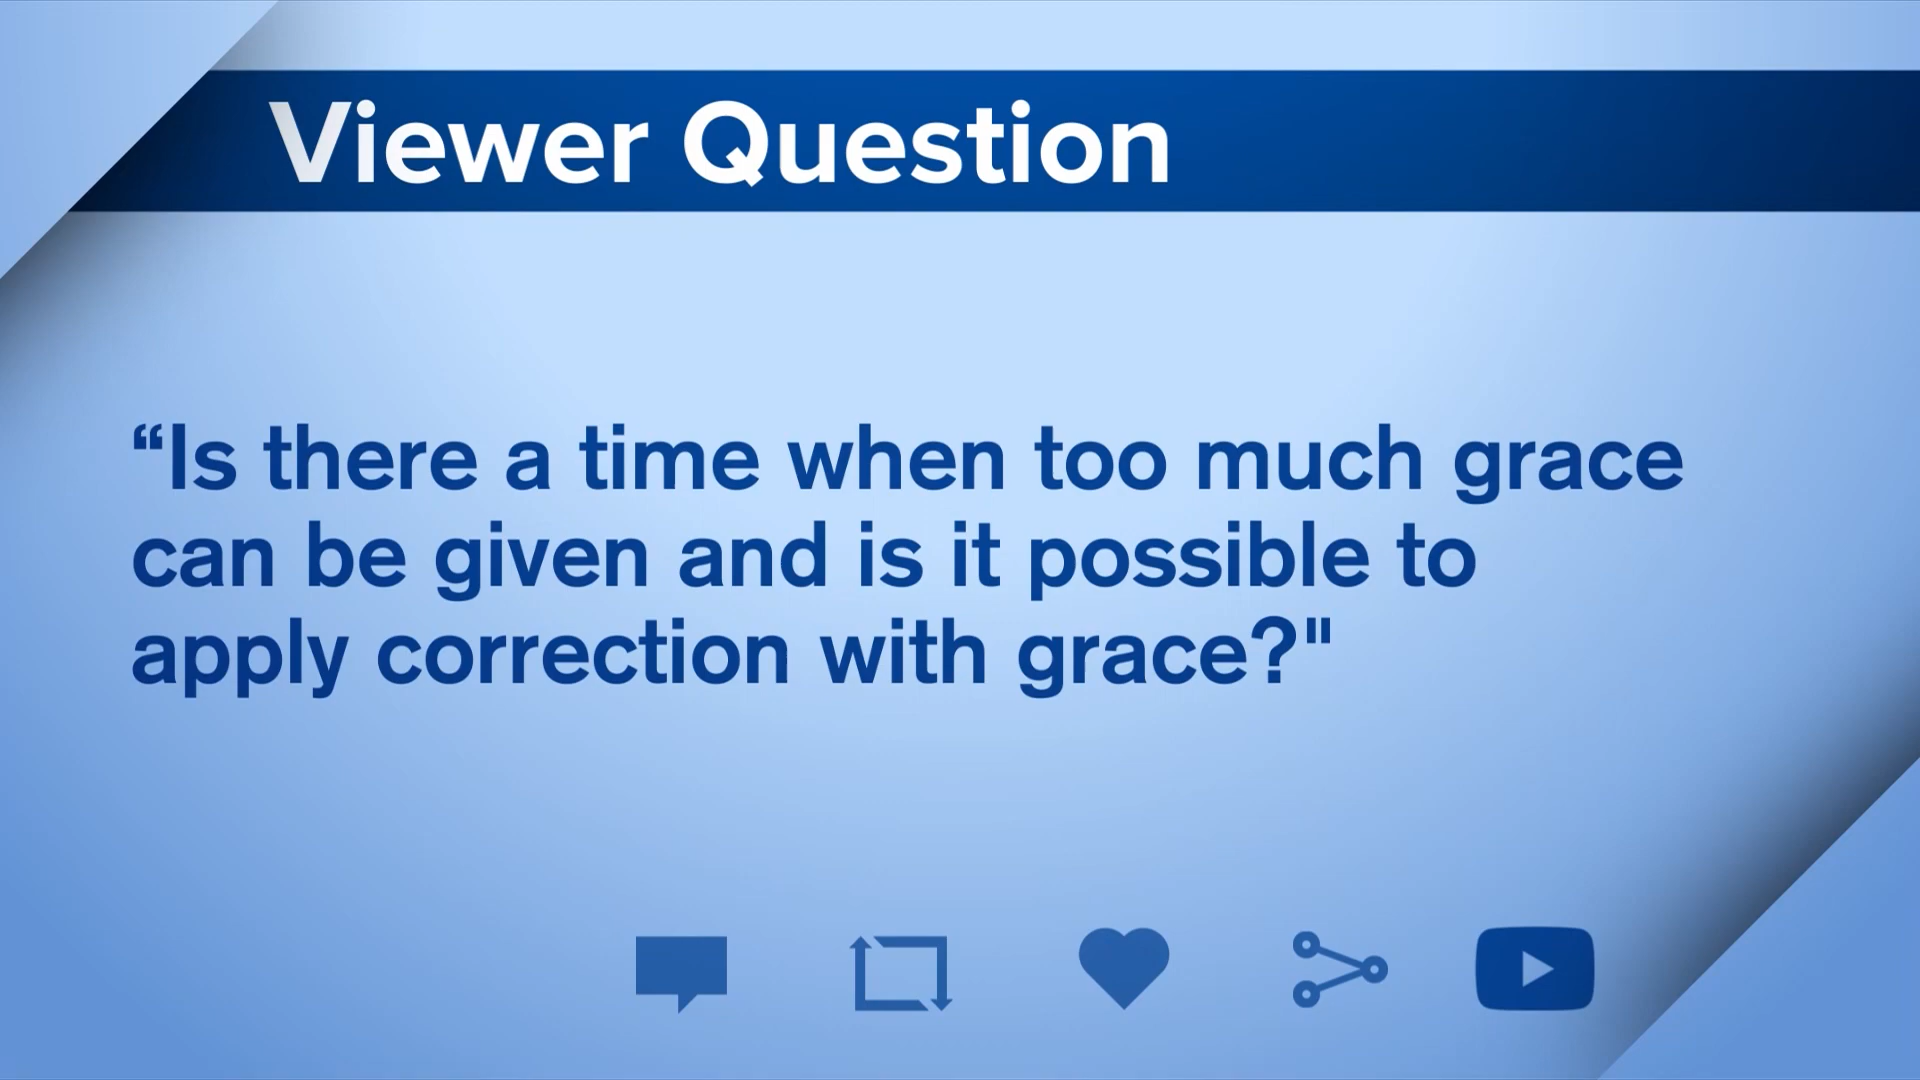 Viewer Question
“Is there a time when too much grace
can be given and is it possible to
apply correction with grace?"